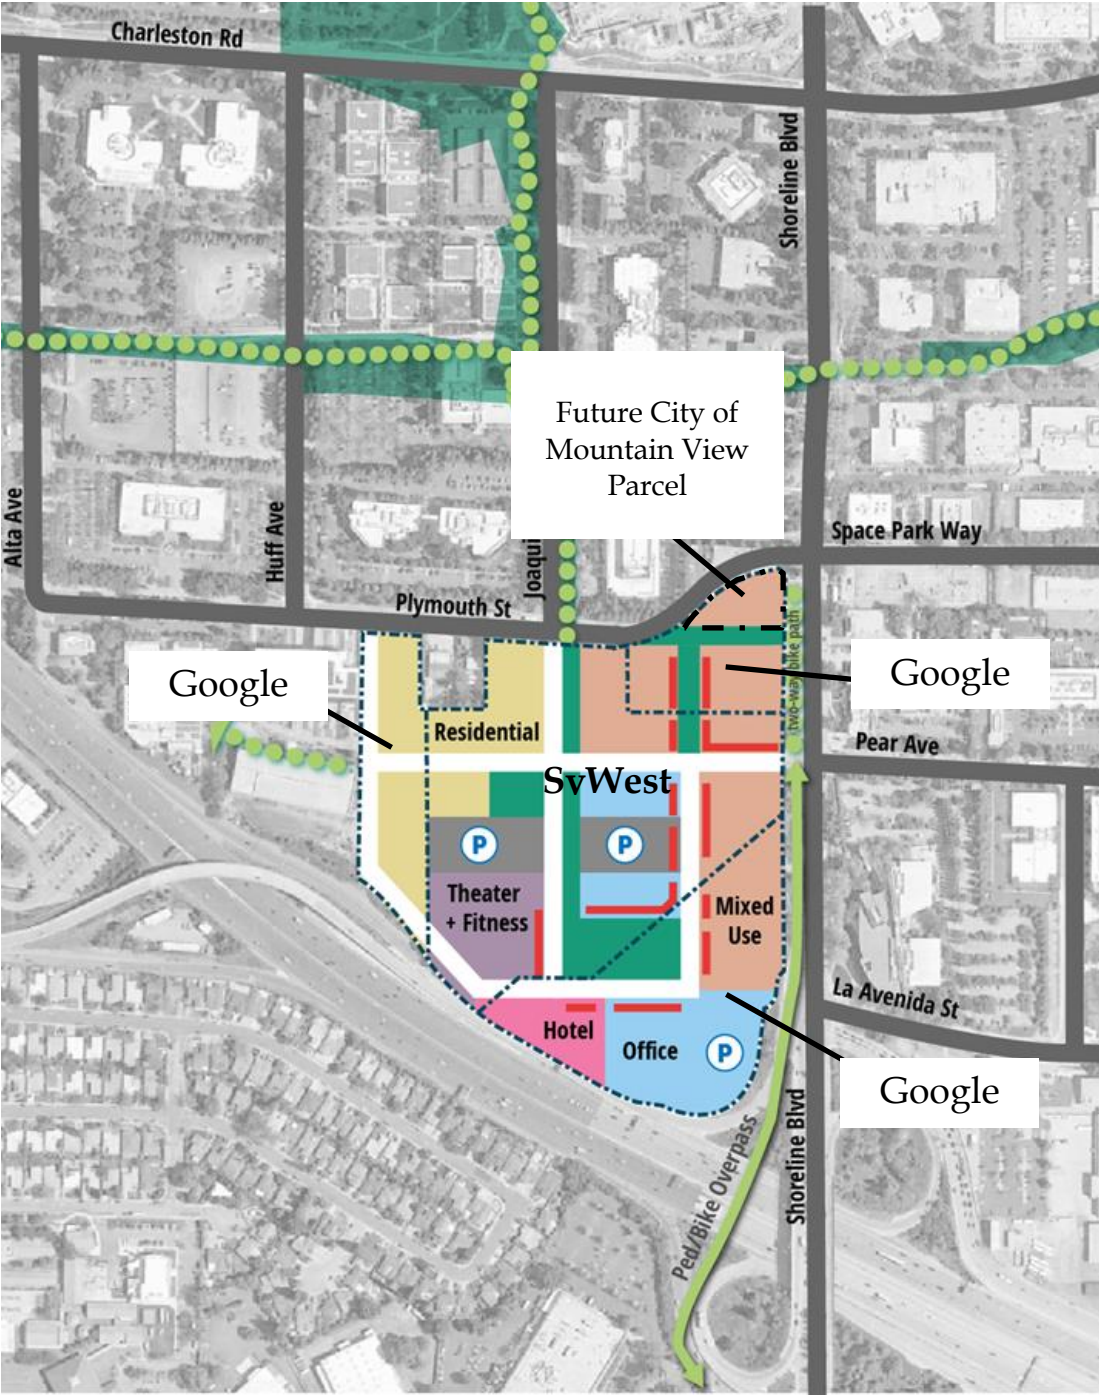 Charleston Rd
Shoreline Blvd
Future City of
Mountain View
Parcel
Alta Ave
Huff Ave
Joaqui
Space Park Way
Plymouth St
two-way bike path
Google
Google
Residential
Pear Ave
SvWest
P
P
Theater
+ Fitness
Mixed
Use
La Avenida St
Hotel
Office
P
Google
Shoreline Blvd
Ped/Bike Overpass